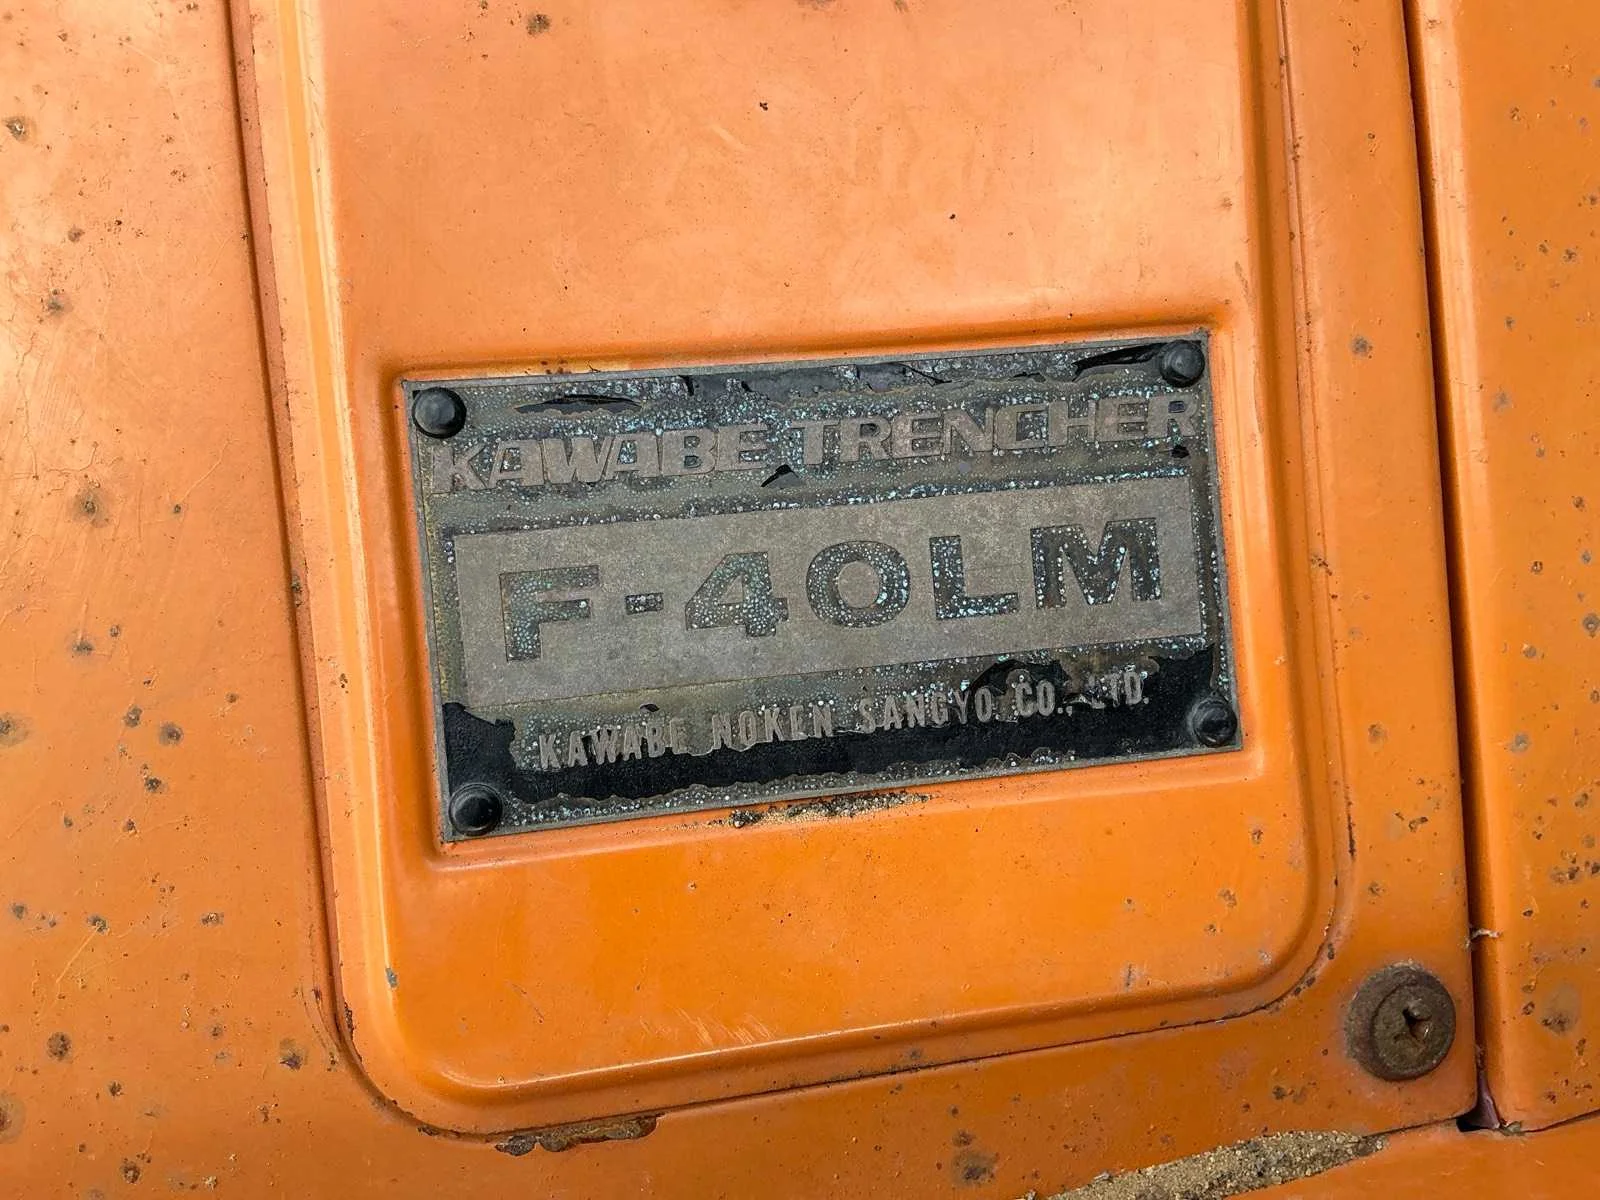 KAWABE TRENCHER
F-40LM
KAWABE NOKEN SANGYO CO., LTD.